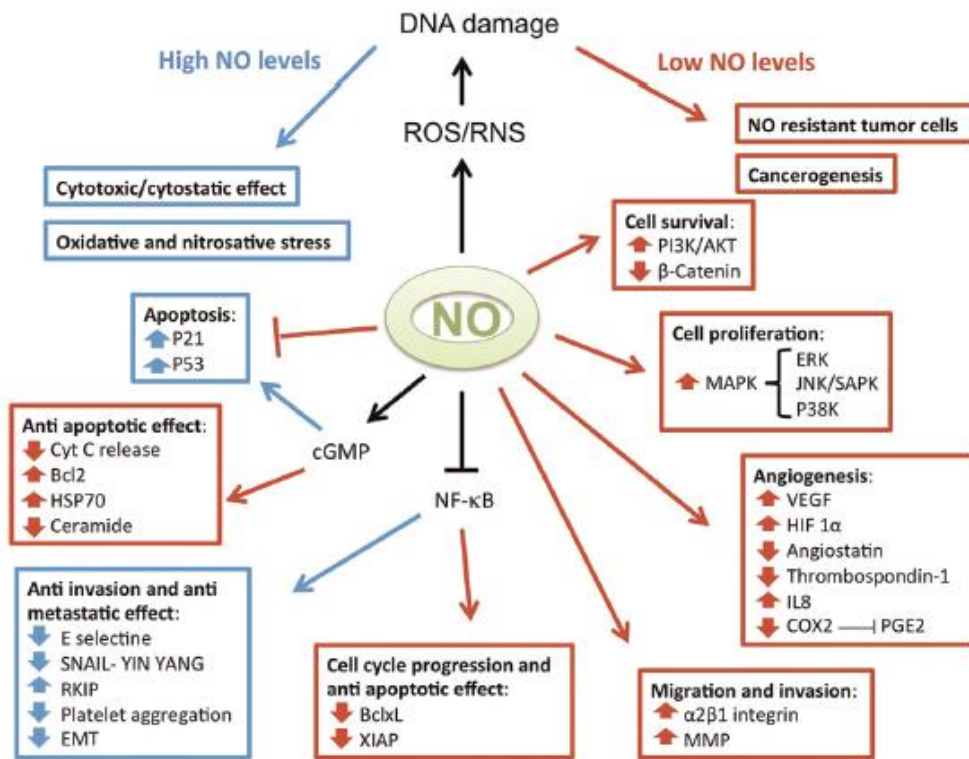 DNA damage
High NO levels
Low NO levels
ROS/RNS
NO resistant tumor cells
Cancerogenesis
Cytotoxic/cytostatic effect
Oxidative and nitrosative stress
Cell survival:
PI3K/AKT
β-Catenin
NO
Apoptosis:
P21
P53
Cell proliferation:
MAPK
ERK
JNK/SAPK
P38K
cGMP
Anti apoptotic effect:
Cyt C release
Bcl2
HSP70
Ceramide
NF-κB
Angiogenesis:
VEGF
HIF 1α
Angiostatin
Thrombospondin-1
IL8
COX2 PGE2
Anti invasion and anti
metastatic effect:
E selectine
SNAIL- YIN YANG
RKIP
Platelet aggregation
EMT
Cell cycle progression and
anti apoptotic effect:
BclxL
XIAP
Migration and invasion:
α2β1 integrin
MMP